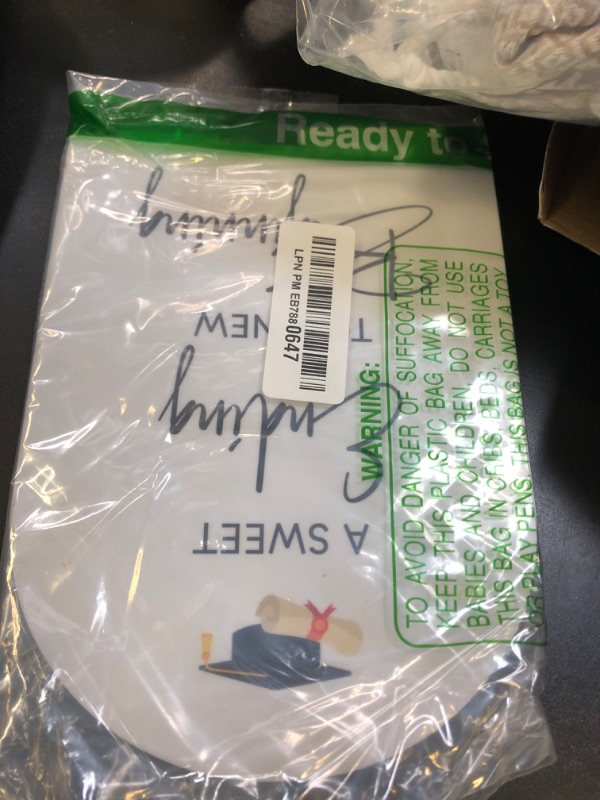 Ready to
A SWEET
Ending
T NEW
Beginning
LPN PM EB7880647
WARNING:
TO AVOID DANGER OF SUFFOCATION,
KEEP THIS PLASTIC BAG AWAY FROM
BABIES AND CHILDREN. DO NOT USE
THIS BAG IN CRIBS, BEDS, CARRIAGES
OR PLAY PENS. THIS BAG IS NOT A TOY.